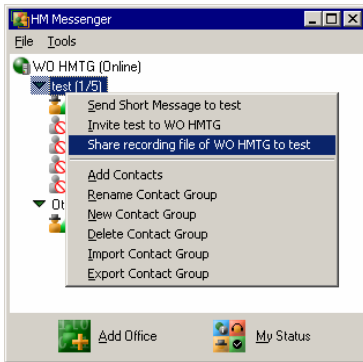 HM Messenger
File Tools
WO HMTG (Online)
test (1/5)
Send Short Message to test
Invite test to WO HMTG
Share recording file of WO HMTG to test
Add Contacts
Rename Contact Group
New Contact Group
Delete Contact Group
Import Contact Group
Export Contact Group
Ot
Add Office My Status